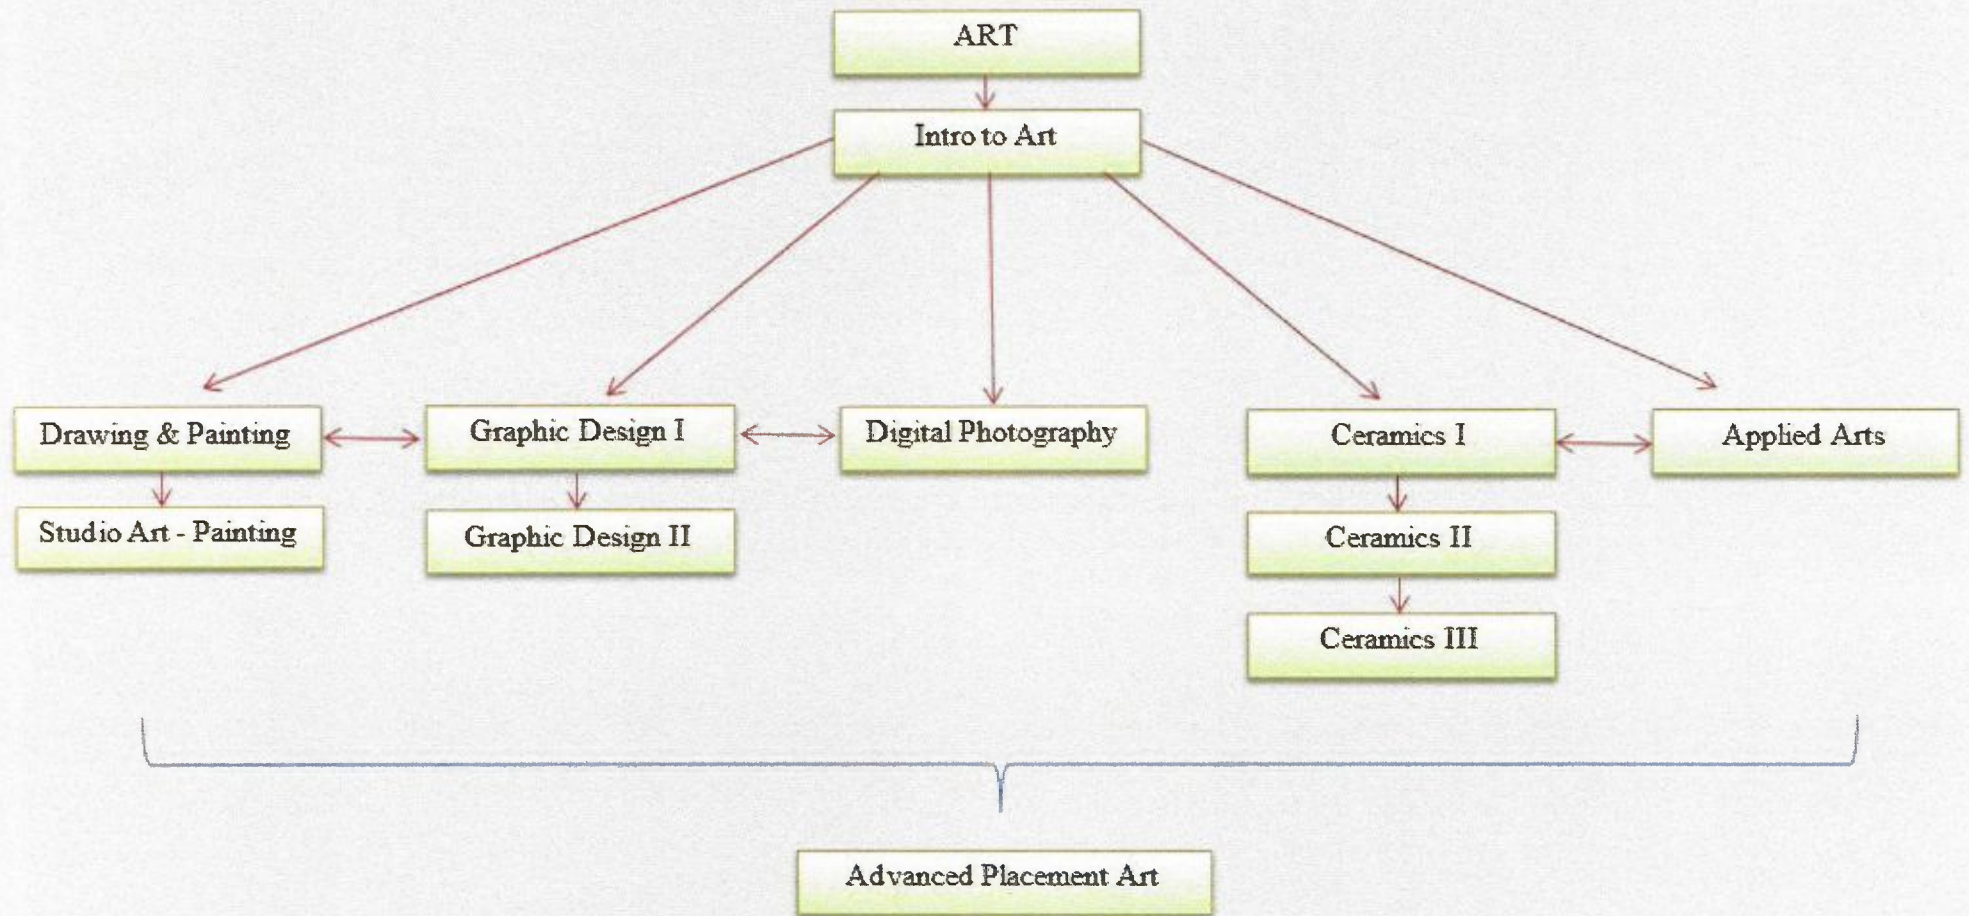 ART
Intro to Art
Drawing & Painting
Graphic Design I
Digital Photography
Ceramics I
Applied Arts
Studio Art - Painting
Graphic Design II
Ceramics II
Ceramics III
Advanced Placement Art